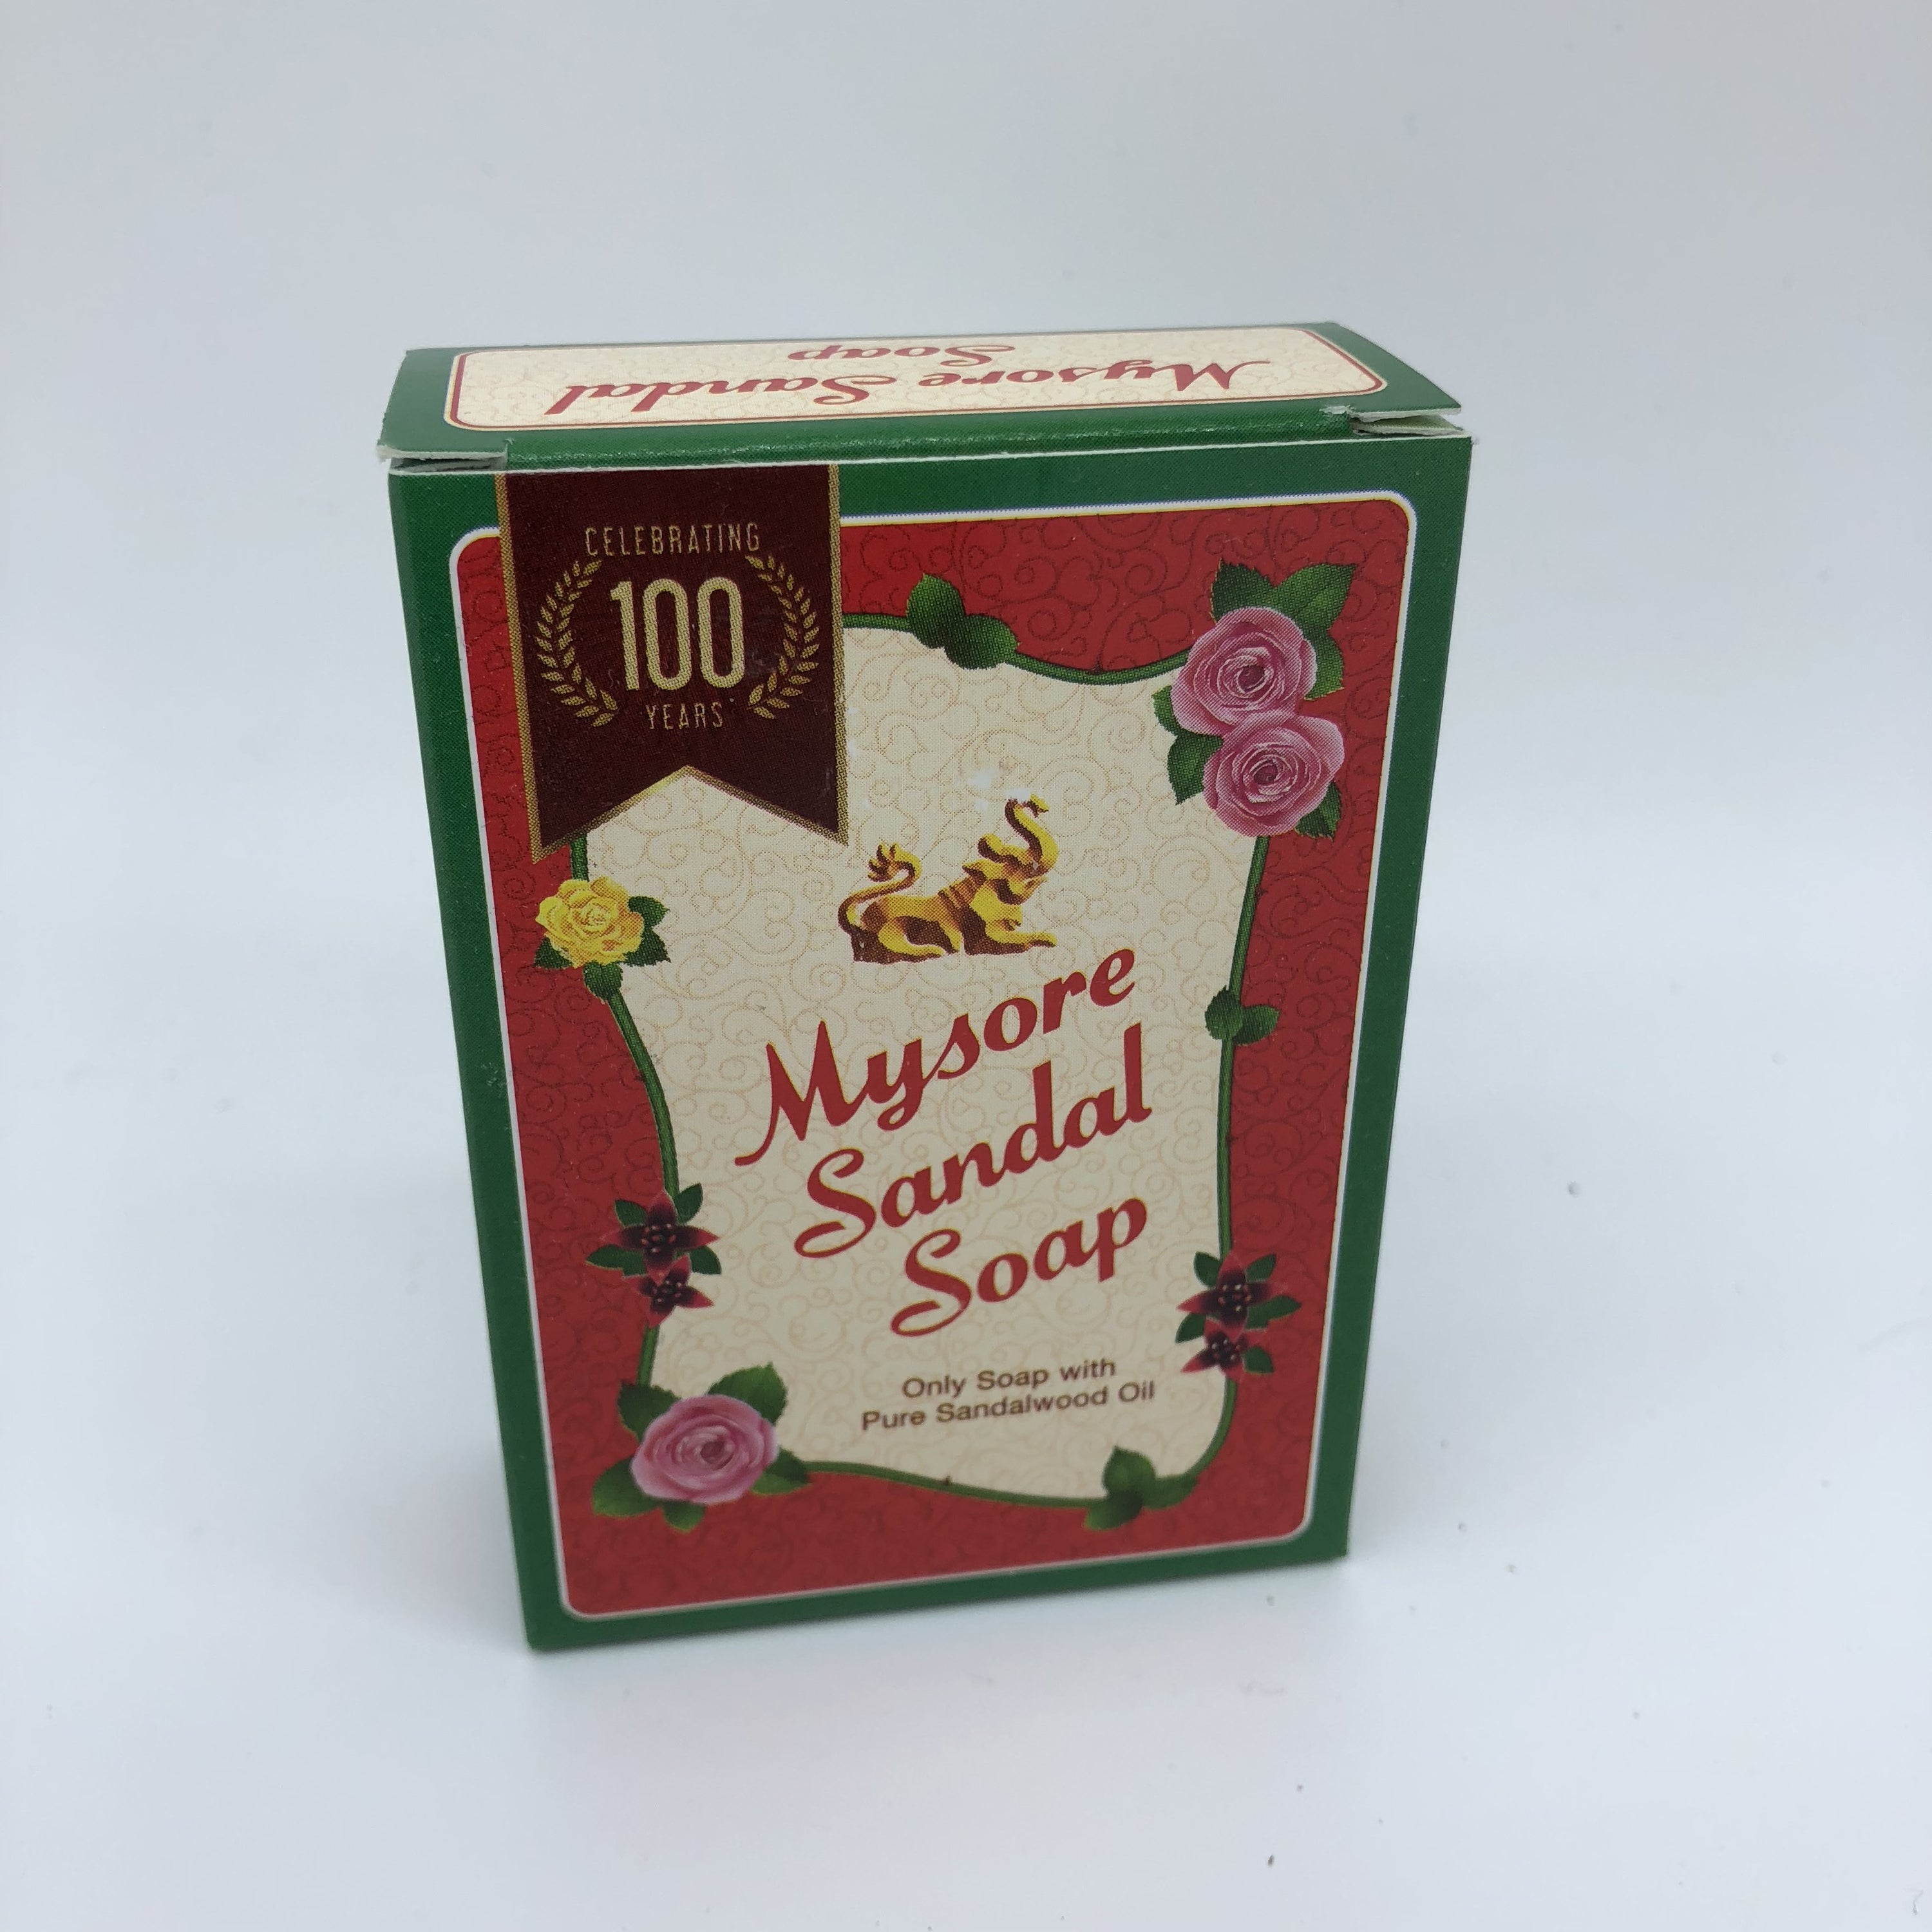 Mysore Sandal
Soap
CELEBRATING
100
YEARS
Mysore
Sandal
Soap
Only Soap with
Pure Sandalwood Oil